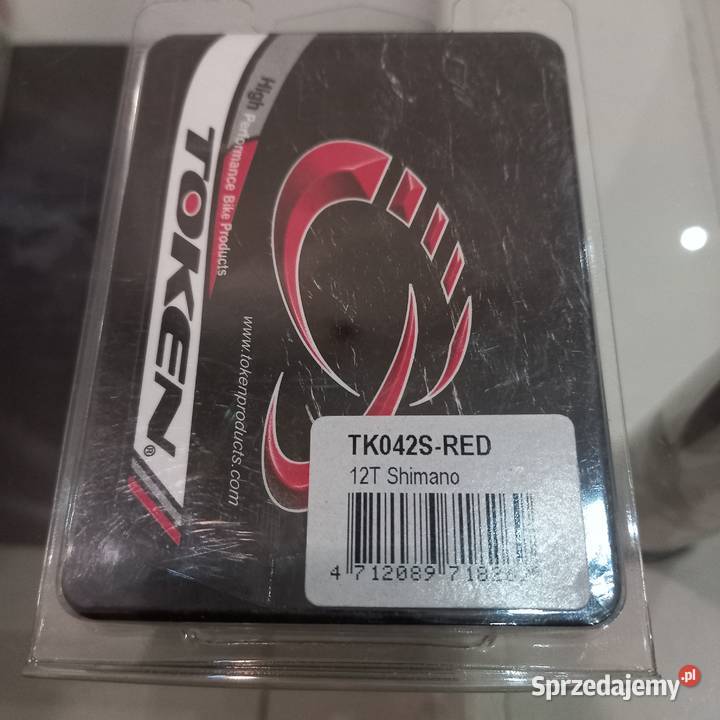 TOKEN®
High Performance Bike Products
www.tokenproducts.com
TK042S-RED
12T Shimano
Sprzedajemy.pl